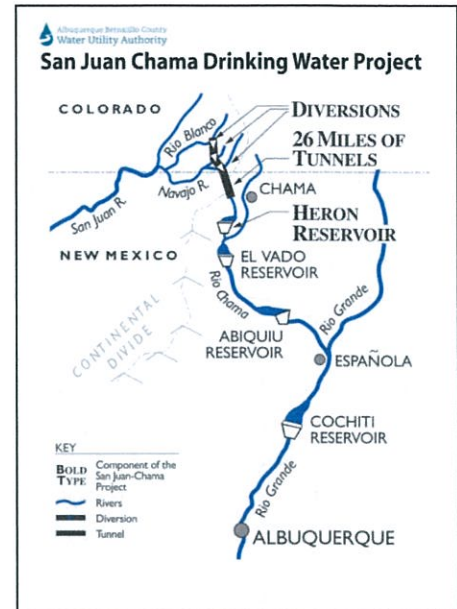 Albuquerque Bernalillo County
Water Utility Authority
San Juan Chama Drinking Water Project
COLORADO
Rio Blanco
DIVERSIONS
26 MILES OF
TUNNELS
Navajo R.
CHAMA
San Juan R.
HERON
RESERVOIR
NEW MEXICO
EL VADO
RESERVOIR
Rio Chama
Rio Grande
CONTINENTAL
DIVIDE
ABIQUIU
RESERVOIR
ESPAÑOLA
COCHITI
RESERVOIR
KEY
BOLD
TYPE
Component of the
San Juan-Chama
Project
Rivers
Diversion
Tunnel
Rio Grande
ALBUQUERQUE